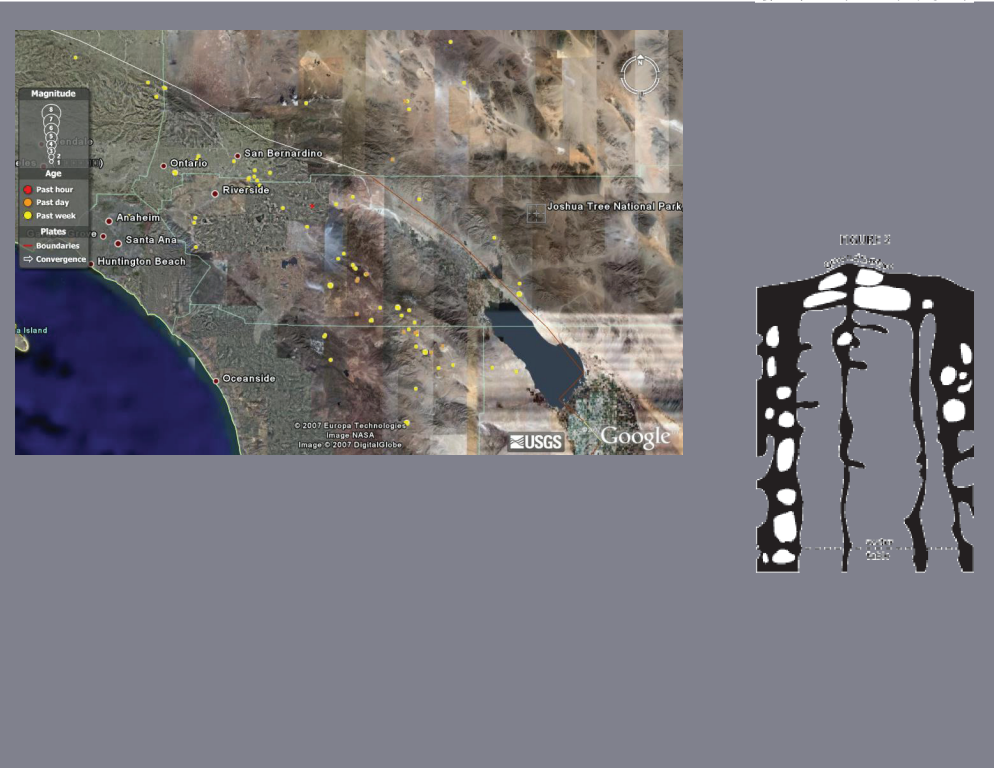 Magnitude
8
7
6
5
4
3
2
1
Age
Past hour
Past day
Past week
Plates
Boundaries
Convergence
San Bernardino
Ontario
Riverside
Joshua Tree National Park
Anaheim
Santa Ana
Huntington Beach
a Island
Oceanside
© 2007 Europa Technologies
Image NASA
Image © 2007 DigitalGlobe
USGS
Google
N
FIGURE